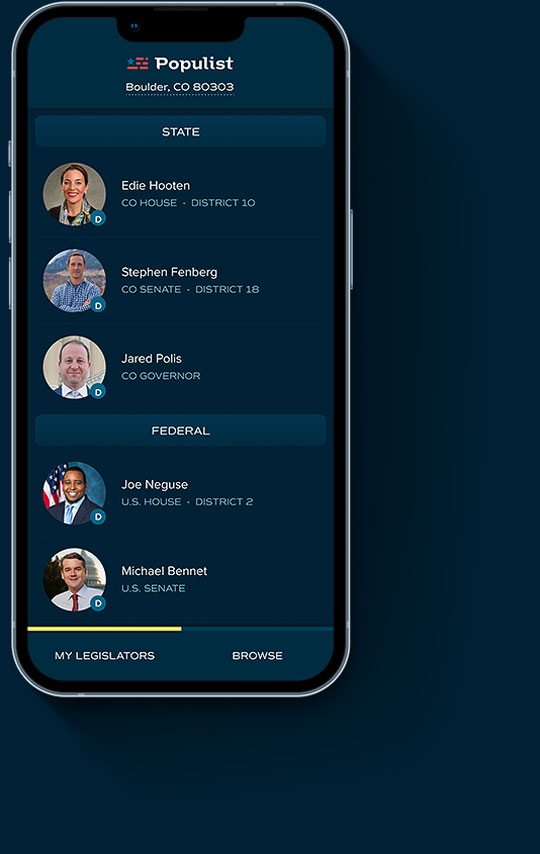 Populist
Boulder, CO 80303
STATE
Edie Hooten
CO HOUSE - DISTRICT 10
D
Stephen Fenberg
CO SENATE - DISTRICT 18
D
Jared Polis
CO GOVERNOR
D
FEDERAL
Joe Neguse
U.S. HOUSE - DISTRICT 2
D
Michael Bennet
U.S. SENATE
D
MY LEGISLATORS
BROWSE